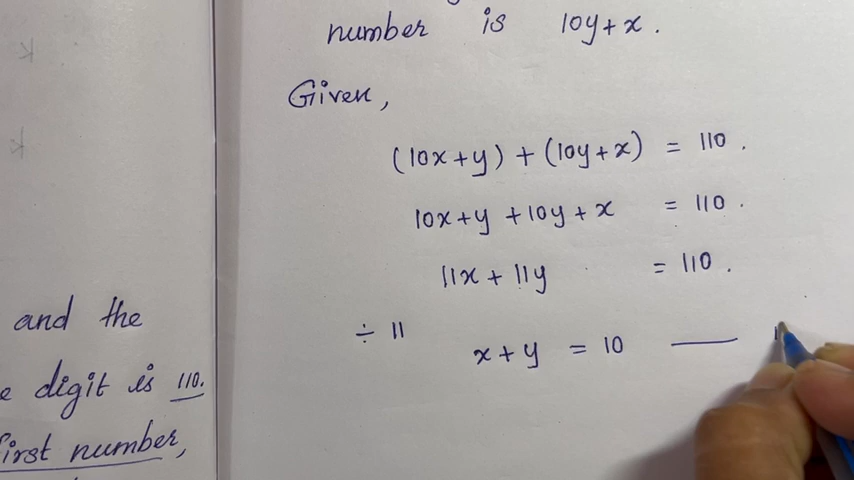 and the
digit is 110.
first number,
number is 10y+x.
Given,
(10x+y) + (10y+x) = 110.
10x+y +10y+x = 110.
11x + 11y = 110.
÷ 11 x+y = 10 —